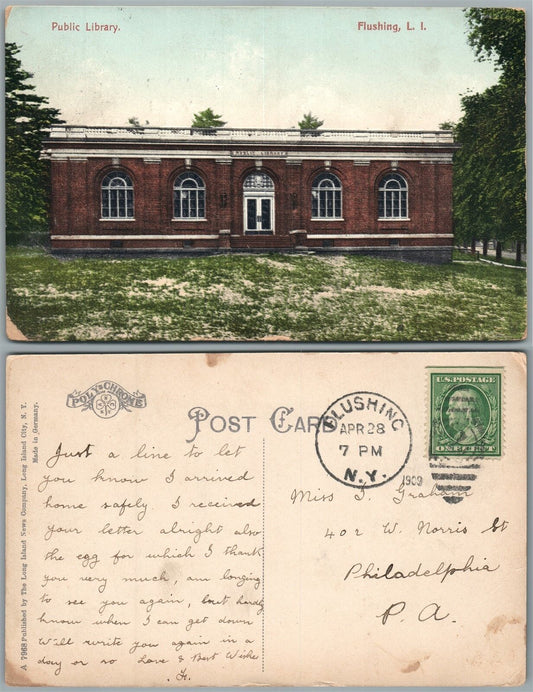 Public Library.
Flushing, L. I.
PUBLIC LIBRARY
POLY-CHROME
POST CARD
FLUSHING
APR 28
7 PM
N.Y.
1909
U.S. POSTAGE
A 7968 Published by The Long Island News Company, Long Island City, N. Y.
Made in Germany.
Just a line to let
you know I arrived
home safely. I received
your letter alright also
the egg for which I thank
you very much, am longing
to see you again, but hardly
know when I can get down
Will write you again in a
day or so Love & Best Wishes
Miss I. Graham
402 W. Norris St
Philadelphia
P. A.